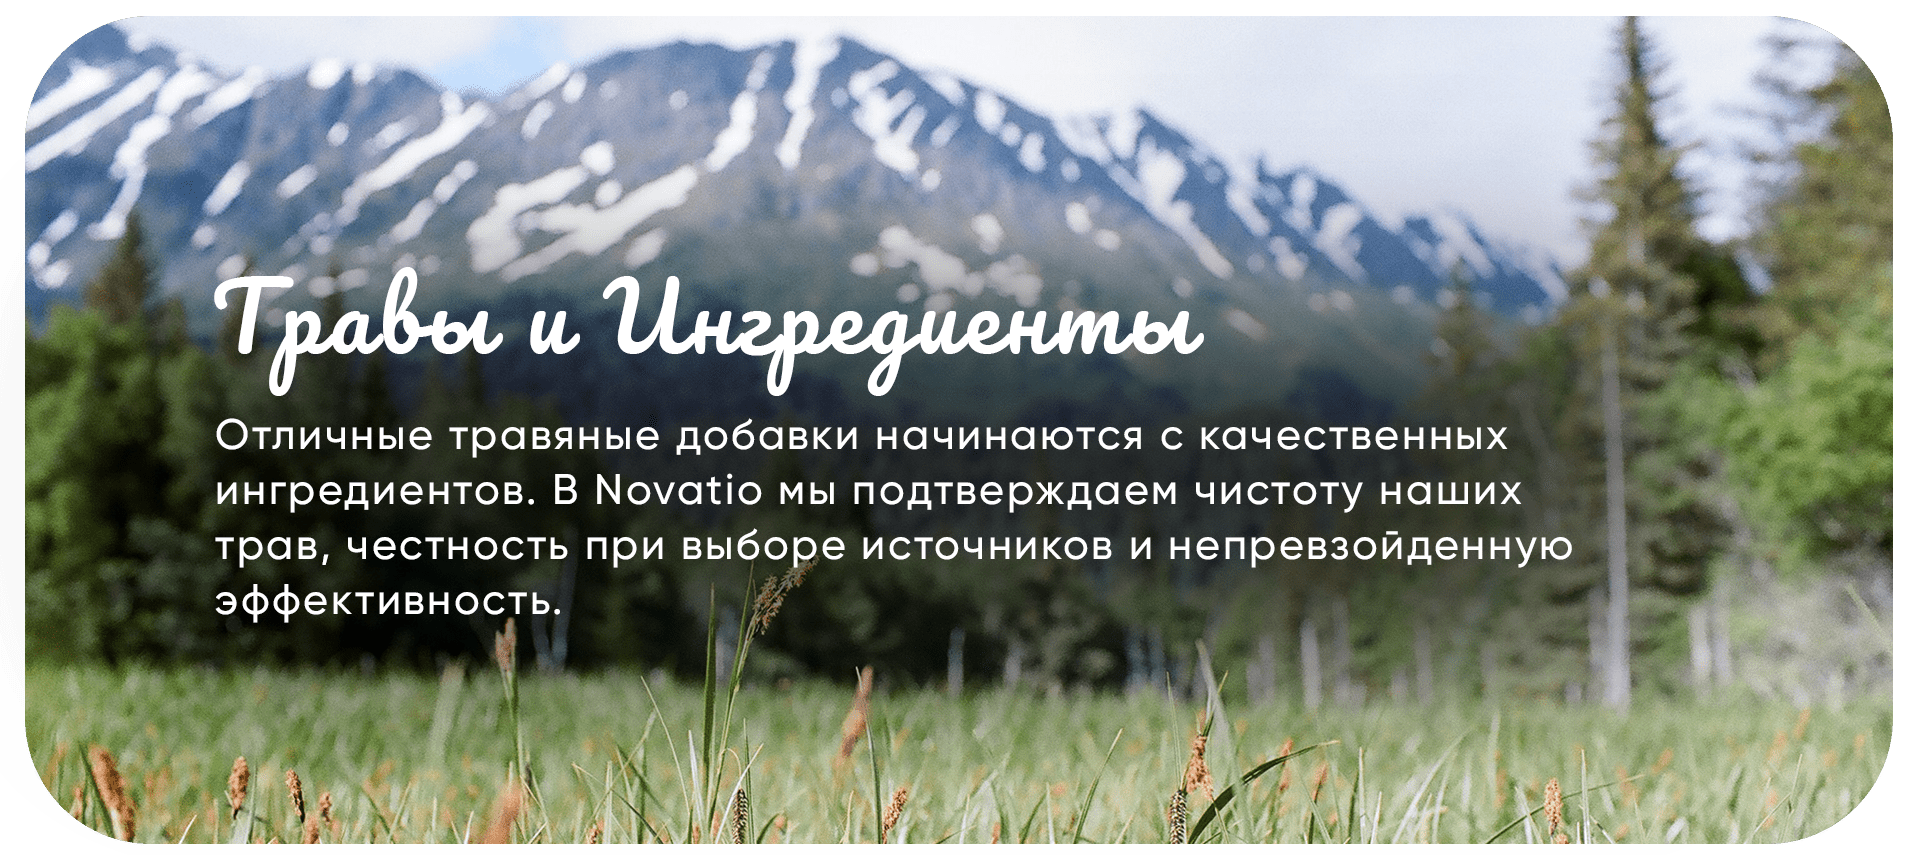 Травы и Ингредиенты
Отличные травяные добавки начинаются с качественных
ингредиентов. В Novatio мы подтверждаем чистоту наших
трав, честность при выборе источников и непревзойденную
эффективность.